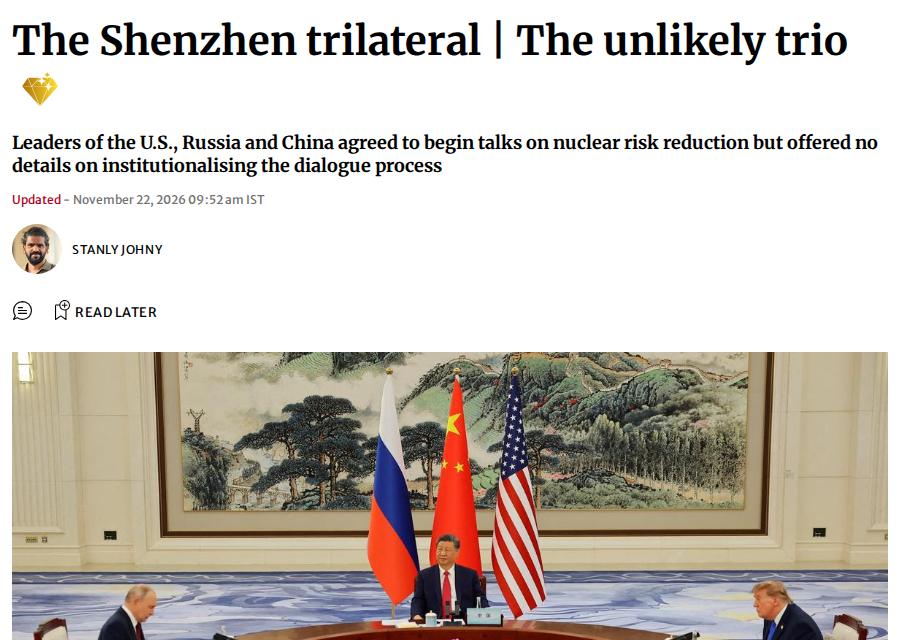 The Shenzhen trilateral | The unlikely trio
Leaders of the U.S., Russia and China agreed to begin talks on nuclear risk reduction but offered no
details on institutionalising the dialogue process
Updated - November 22, 2026 09:52 am IST
STANLY JOHNY
READ LATER